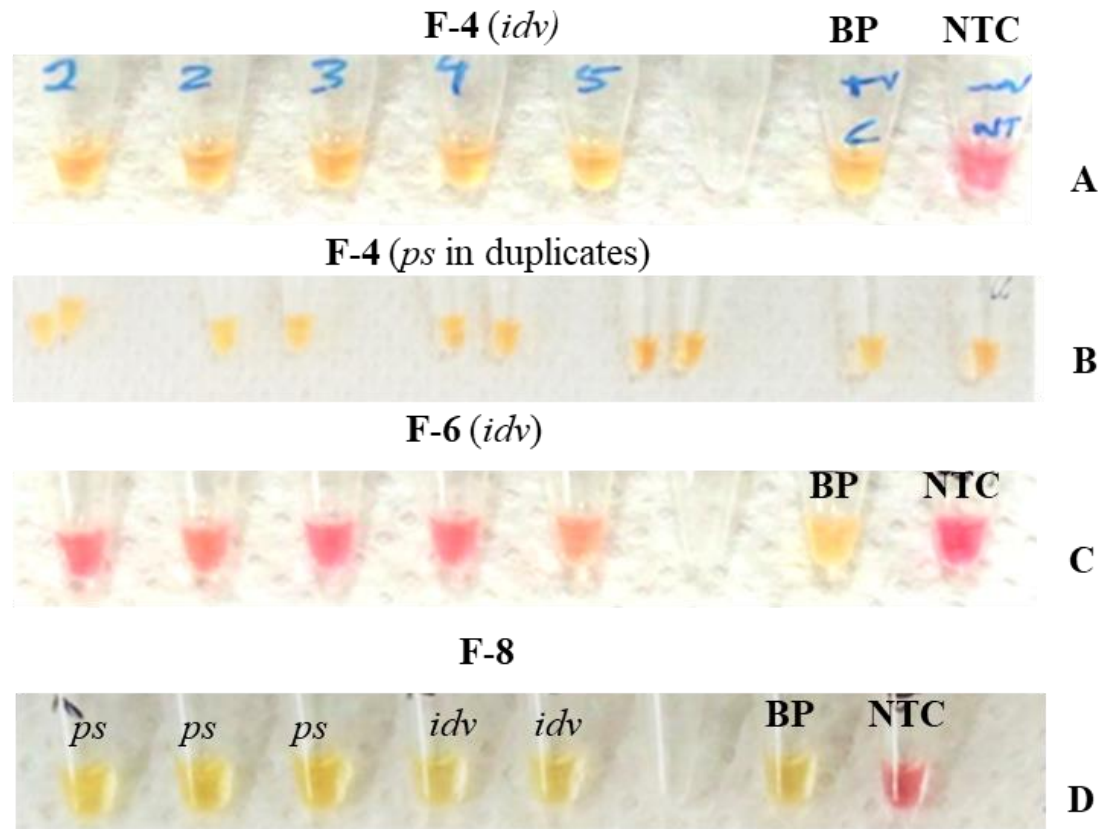 F-4 (idv) BP NTC
1 2 3 4 5 +v -v
C NT
A
F-4 (ps in duplicates)
B
F-6 (idv)
BP NTC
C
F-8
ps ps ps idv idv BP NTC
D